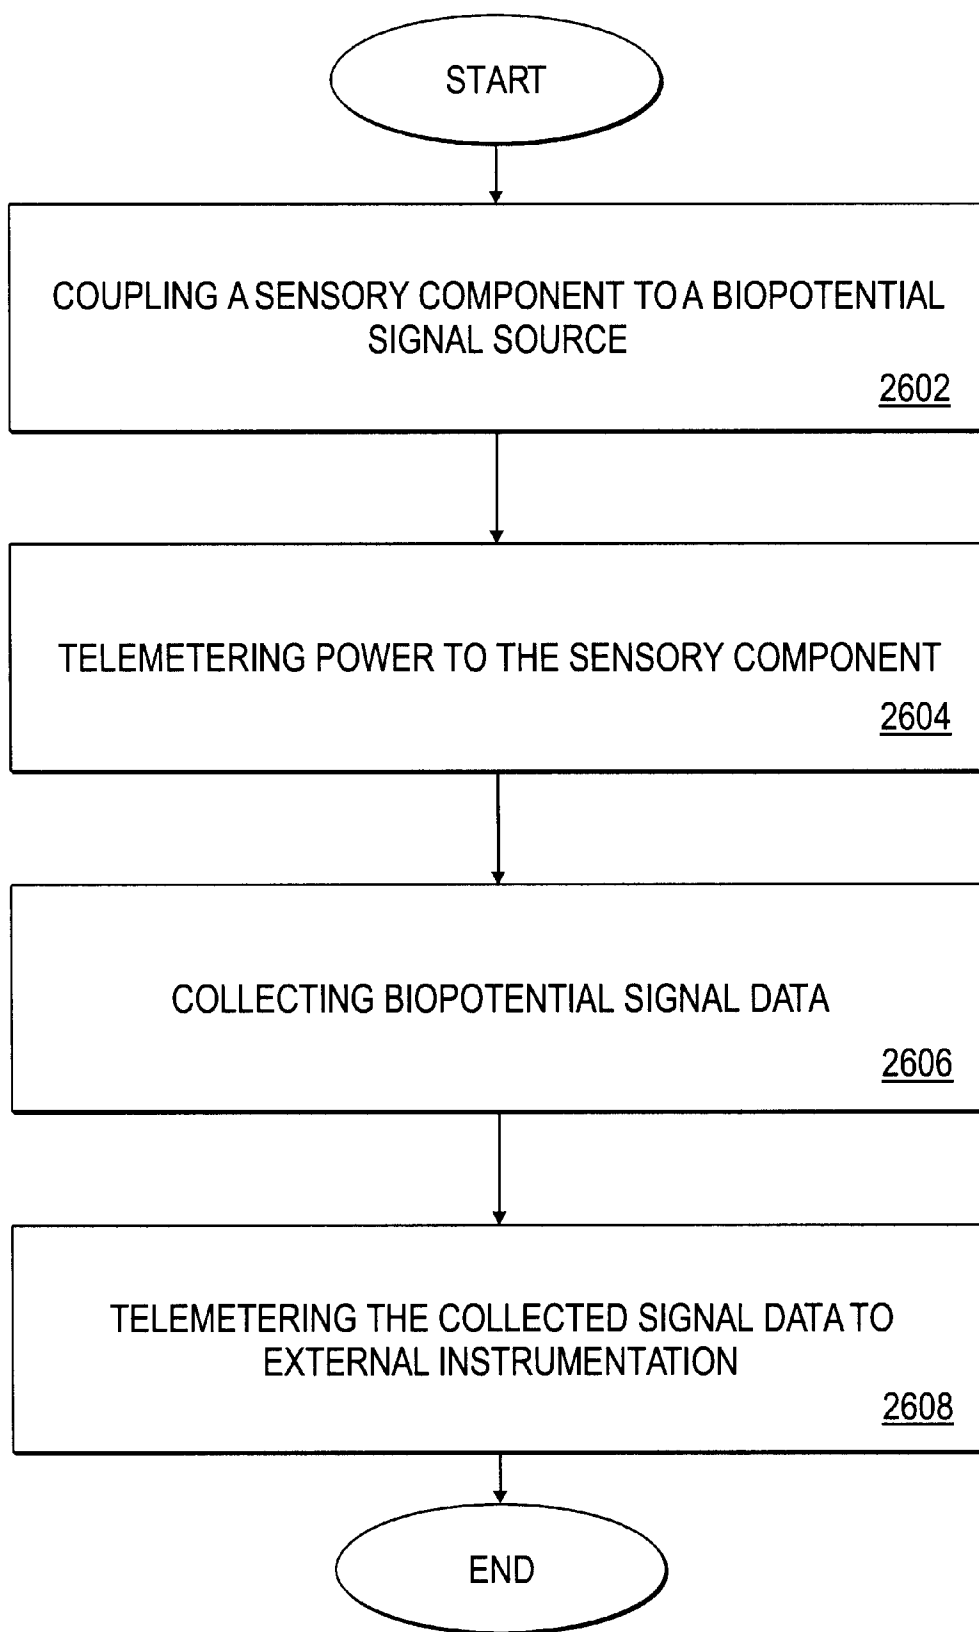 START
COUPLING A SENSORY COMPONENT TO A BIOPOTENTIAL
SIGNAL SOURCE
2602
TELEMETERING POWER TO THE SENSORY COMPONENT
2604
COLLECTING BIOPOTENTIAL SIGNAL DATA
2606
TELEMETERING THE COLLECTED SIGNAL DATA TO
EXTERNAL INSTRUMENTATION
2608
END